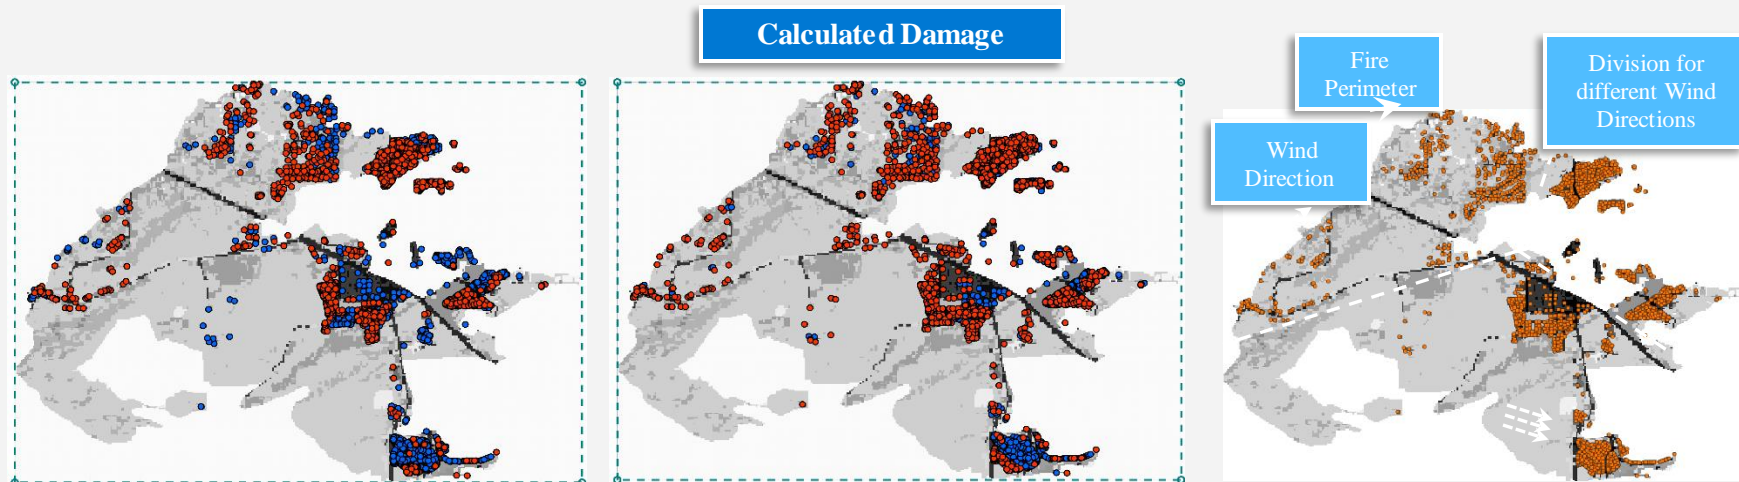 Calculated Damage
Fire
Perimeter
Division for
different Wind
Directions
Wind
Direction